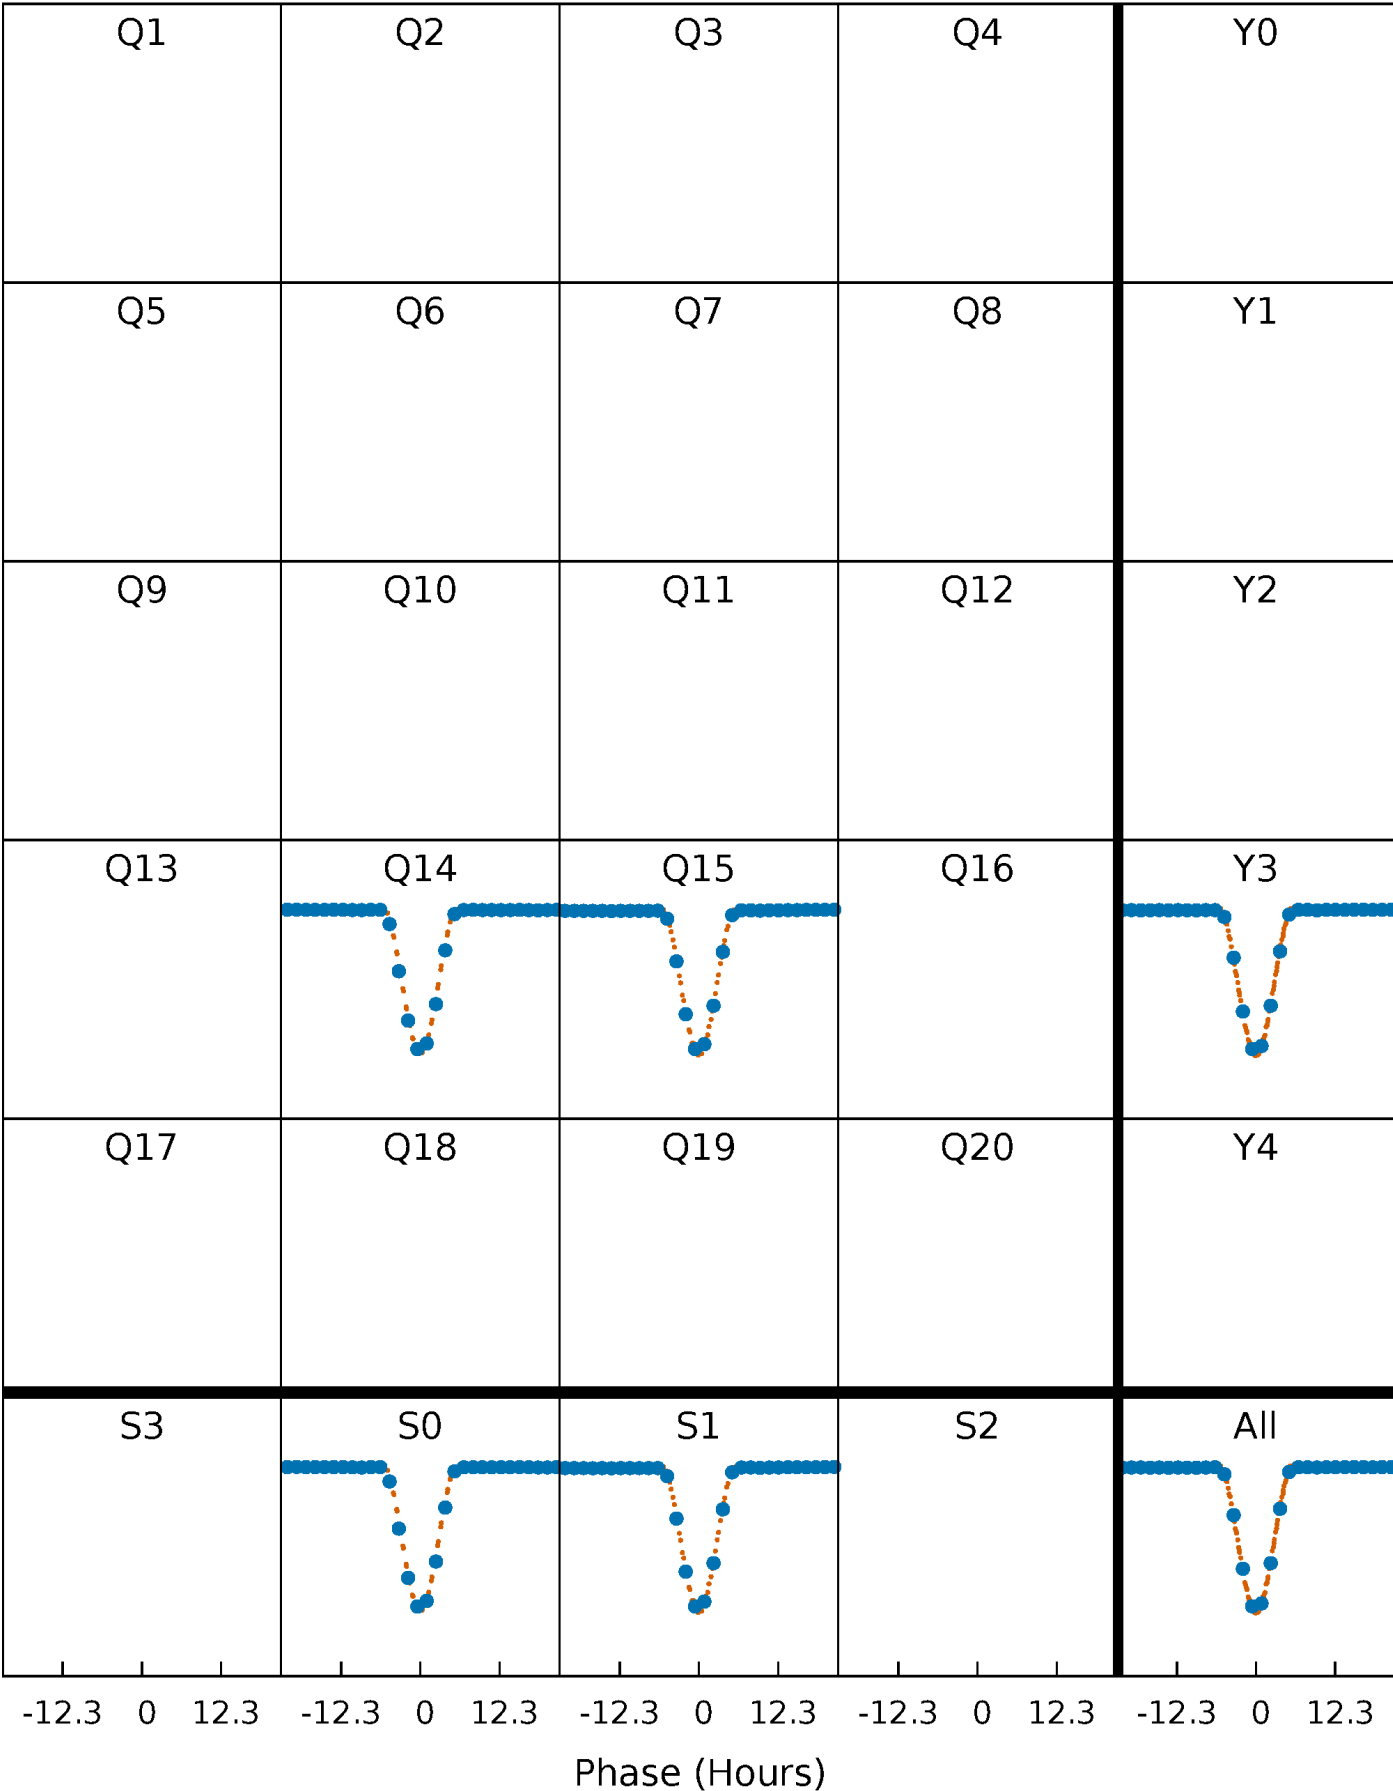 Q1 Q2 Q3 Q4 Y0
Q5 Q6 Q7 Q8 Y1
Q9 Q10 Q11 Q12 Y2
Q13 Q14 Q15 Q16 Y3
Q17 Q18 Q19 Q20 Y4
S3 S0 S1 S2 All
-12.3 0 12.3 -12.3 0 12.3 -12.3 0 12.3 -12.3 0 12.3 -12.3 0 12.3
Phase (Hours)